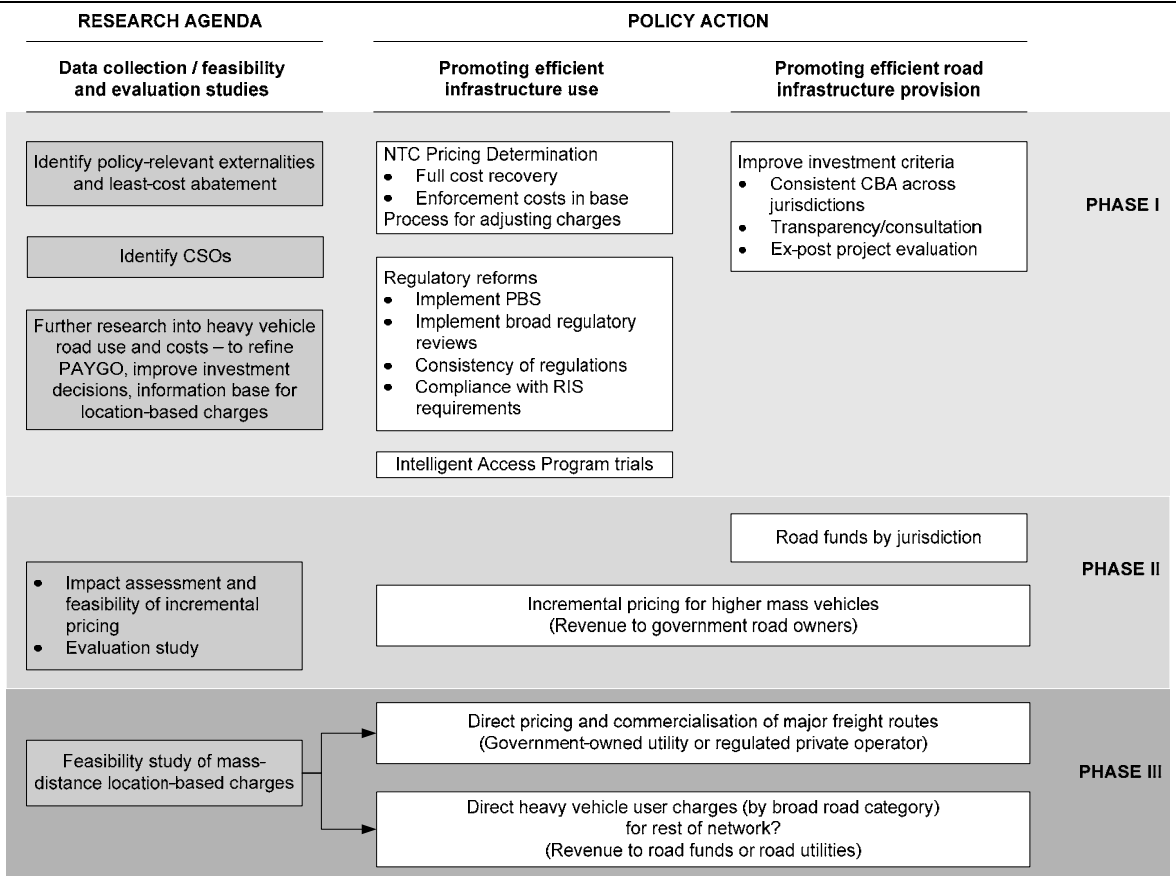 RESEARCH AGENDA
POLICY ACTION
Data collection / feasibility
and evaluation studies
Promoting efficient
infrastructure use
Promoting efficient road
infrastructure provision
PHASE I
Identify policy-relevant externalities
and least-cost abatement
Identify CSOs
Further research into heavy vehicle
road use and costs – to refine
PAYGO, improve investment
decisions, information base for
location-based charges
NTC Pricing Determination
• Full cost recovery
• Enforcement costs in base
Process for adjusting charges
Regulatory reforms
• Implement PBS
• Implement broad regulatory
reviews
• Consistency of regulations
• Compliance with RIS
requirements
Intelligent Access Program trials
Improve investment criteria
• Consistent CBA across
jurisdictions
• Transparency/consultation
• Ex-post project evaluation
PHASE II
• Impact assessment and
feasibility of incremental
pricing
• Evaluation study
Road funds by jurisdiction
Incremental pricing for higher mass vehicles
(Revenue to government road owners)
PHASE III
Feasibility study of mass-
distance location-based charges
Direct pricing and commercialisation of major freight routes
(Government-owned utility or regulated private operator)
Direct heavy vehicle user charges (by broad road category)
for rest of network?
(Revenue to road funds or road utilities)